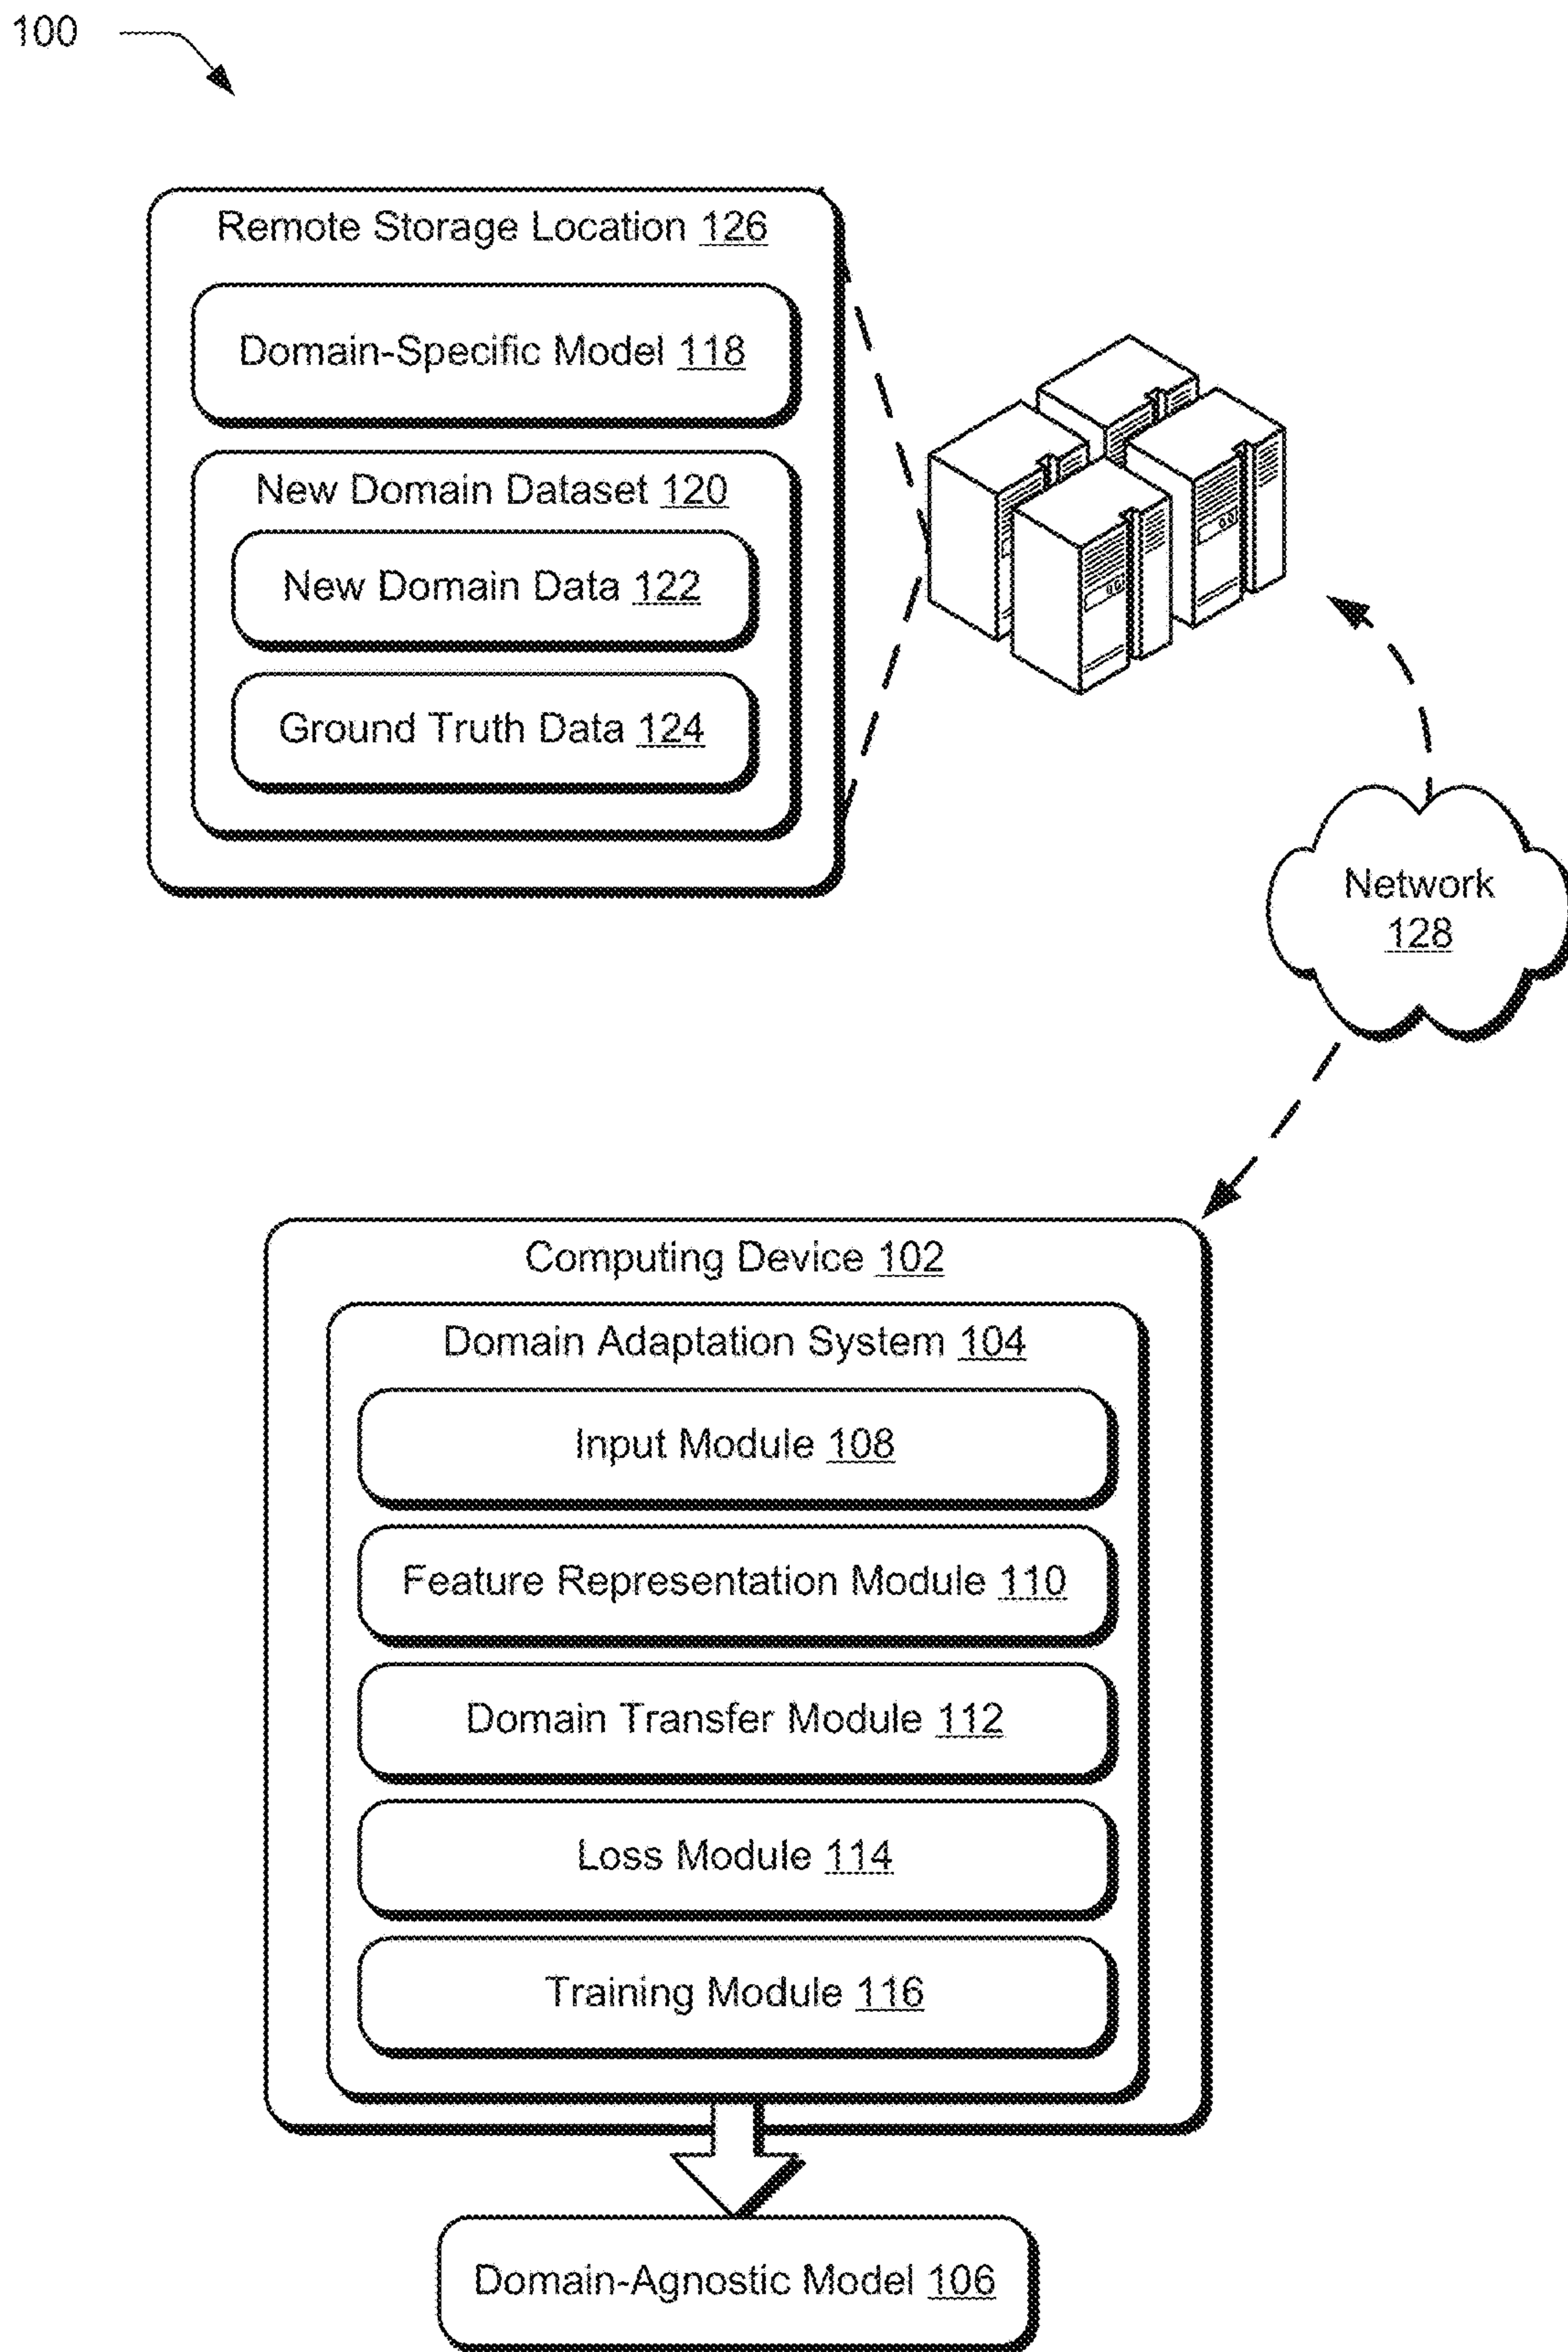 100
Remote Storage Location 126
Domain-Specific Model 118
New Domain Dataset 120
New Domain Data 122
Ground Truth Data 124
Network
128
Computing Device 102
Domain Adaptation System 104
Input Module 108
Feature Representation Module 110
Domain Transfer Module 112
Loss Module 114
Training Module 116
Domain-Agnostic Model 106